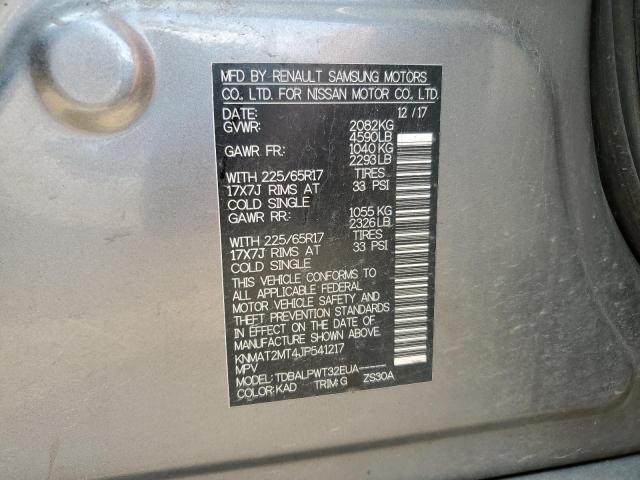 MFD BY RENAULT SAMSUNG MOTORS
CO., LTD. FOR NISSAN MOTOR CO., LTD.
DATE: 12 / 17
GVWR: 2082KG
4590LB
GAWR FR: 1040 KG
2293LB
WITH 225/65R17 TIRES
17X7J RIMS AT 33 PSI
COLD SINGLE
GAWR RR: 1055 KG
2326LB
WITH 225/65R17 TIRES
17X7J RIMS AT 33 PSI
COLD SINGLE
THIS VEHICLE CONFORMS TO
ALL APPLICABLE FEDERAL
MOTOR VEHICLE SAFETY AND
THEFT PREVENTION STANDARDS
IN EFFECT ON THE DATE OF
MANUFACTURE SHOWN ABOVE.
KNMAT2MT4JP541217
MPV
MODEL: TDBALPWT32EUA-----
COLOR: KAD TRIM: G ZS30A